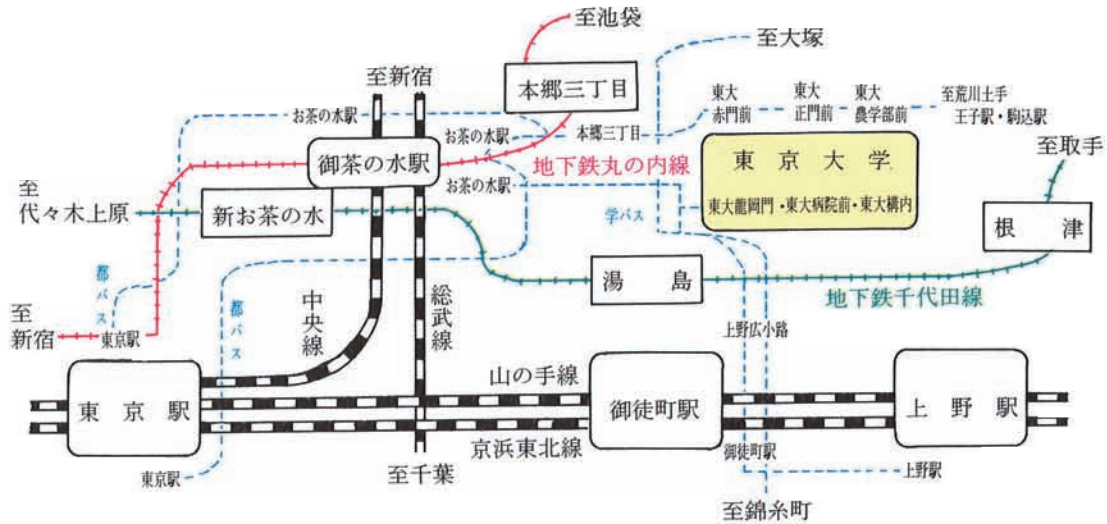 至池袋
至大塚
至新宿
本郷三丁目
お茶の水駅
お茶の水駅
本郷三丁目
東大
赤門前
東大
正門前
東大
農学部前
至荒川土手
王子駅・駒込駅
御茶の水駅
地下鉄丸の内線
お茶の水駅
東京大学
東大龍岡門・東大病院前・東大構内
至取手
至
代々木上原
新お茶の水
学バス
根津
湯島
地下鉄千代田線
都バス
都バス
至
新宿
東京駅
中央線
総武線
上野広小路
東京駅
山の手線
京浜東北線
御徒町駅
上野駅
御徒町駅
東京駅
至千葉
上野駅
至錦糸町